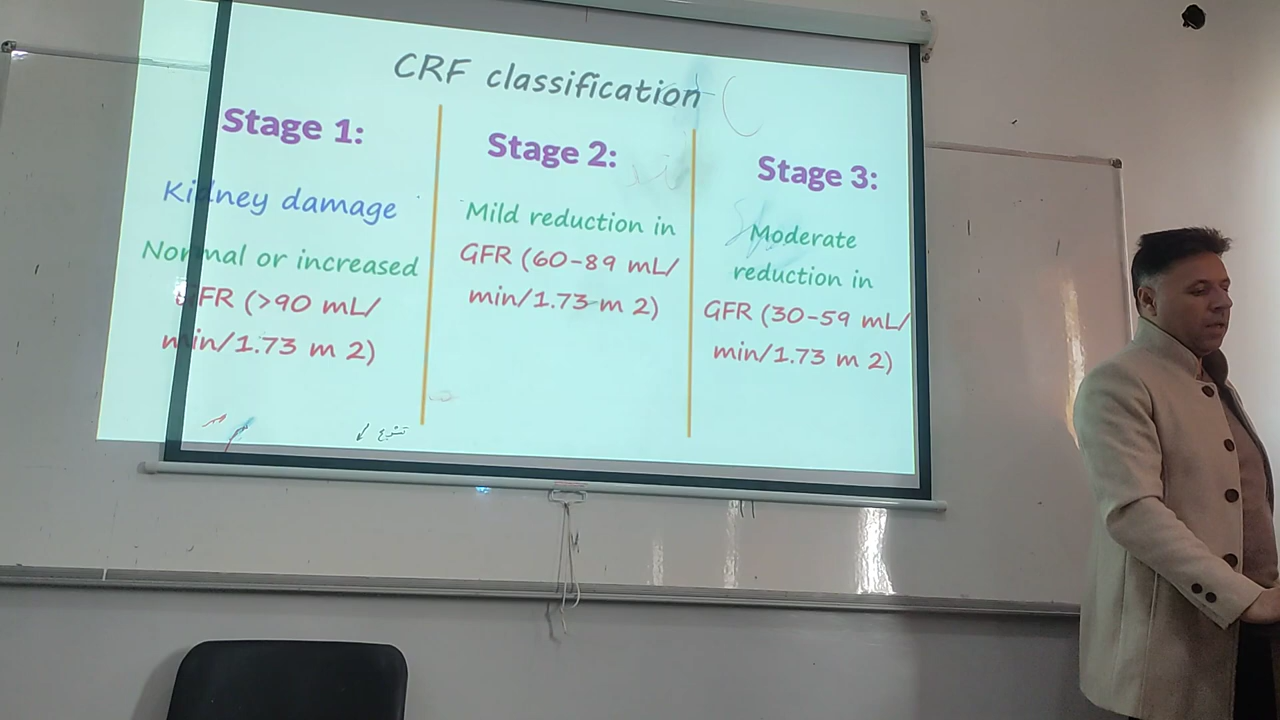 CRF classification
Stage 1:
Kidney damage
Normal or increased
GFR (>90 mL/
min/1.73 m 2)
Stage 2:
Mild reduction in
GFR (60-89 mL/
min/1.73 m 2)
Stage 3:
Moderate
reduction in
GFR (30-59 mL/
min/1.73 m 2)